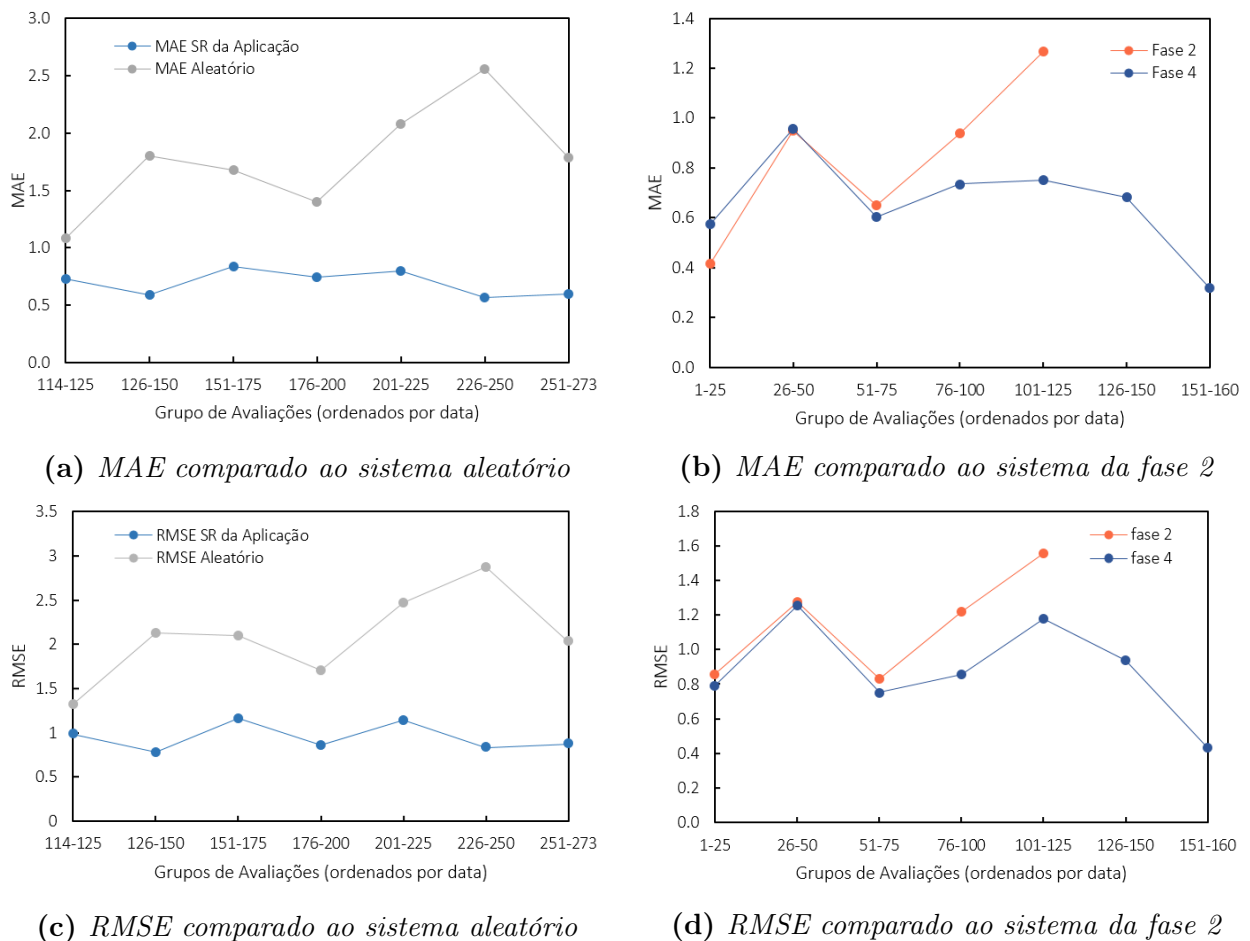 3.0
2.5
2.0
1.5
1.0
0.5
0.0
MAE
MAE SR da Aplicação
MAE Aleatório
114-125 126-150 151-175 176-200 201-225 226-250 251-273
Grupo de Avaliações (ordenados por data)
(a) MAE comparado ao sistema aleatório
1.4
1.2
1.0
0.8
0.6
0.4
0.2
0.0
MAE
Fase 2
Fase 4
1-25 26-50 51-75 76-100 101-125 126-150 151-160
Grupo de Avaliações (ordenados por data)
(b) MAE comparado ao sistema da fase 2
3.5
3
2.5
2
1.5
1
0.5
0
RMSE
RMSE SR da Aplicação
RMSE Aleatório
114-125 126-150 151-175 176-200 201-225 226-250 251-273
Grupos de Avaliações (ordenados por data)
(c) RMSE comparado ao sistema aleatório
1.8
1.6
1.4
1.2
1.0
0.8
0.6
0.4
0.2
0.0
RMSE
fase 2
fase 4
1-25 26-50 51-75 76-100 101-125 126-150 151-160
Grupos de Avaliações (ordenados por data)
(d) RMSE comparado ao sistema da fase 2